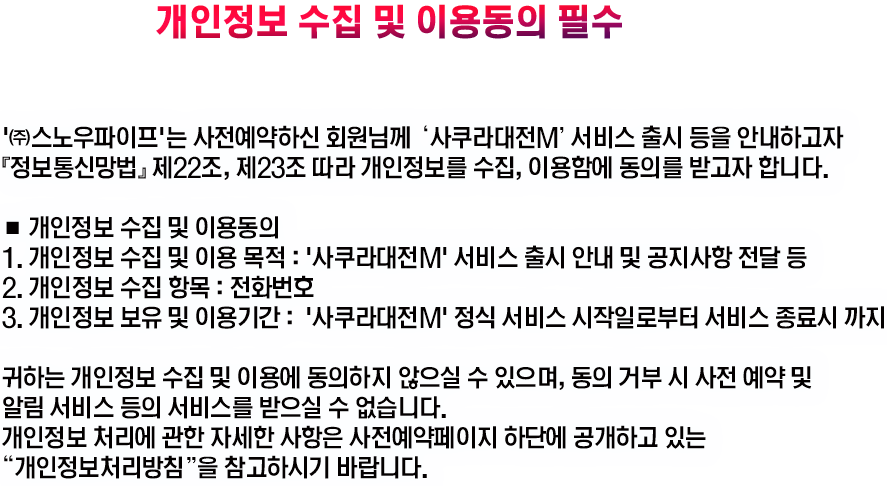 개인정보 수집 및 이용동의 필수
'㈜스노우파이프'는 사전예약하신 회원님께 ‘사쿠라대전M’ 서비스 출시 등을 안내하고자
『정보통신망법』 제22조, 제23조 따라 개인정보를 수집, 이용함에 동의를 받고자 합니다.
■ 개인정보 수집 및 이용동의
1. 개인정보 수집 및 이용 목적 : '사쿠라대전M' 서비스 출시 안내 및 공지사항 전달 등
2. 개인정보 수집 항목 : 전화번호
3. 개인정보 보유 및 이용기간 : '사쿠라대전M' 정식 서비스 시작일로부터 서비스 종료시 까지
귀하는 개인정보 수집 및 이용에 동의하지 않으실 수 있으며, 동의 거부 시 사전 예약 및
알림 서비스 등의 서비스를 받으실 수 없습니다.
개인정보 처리에 관한 자세한 사항은 사전예약페이지 하단에 공개하고 있는
“개인정보처리방침”을 참고하시기 바랍니다.